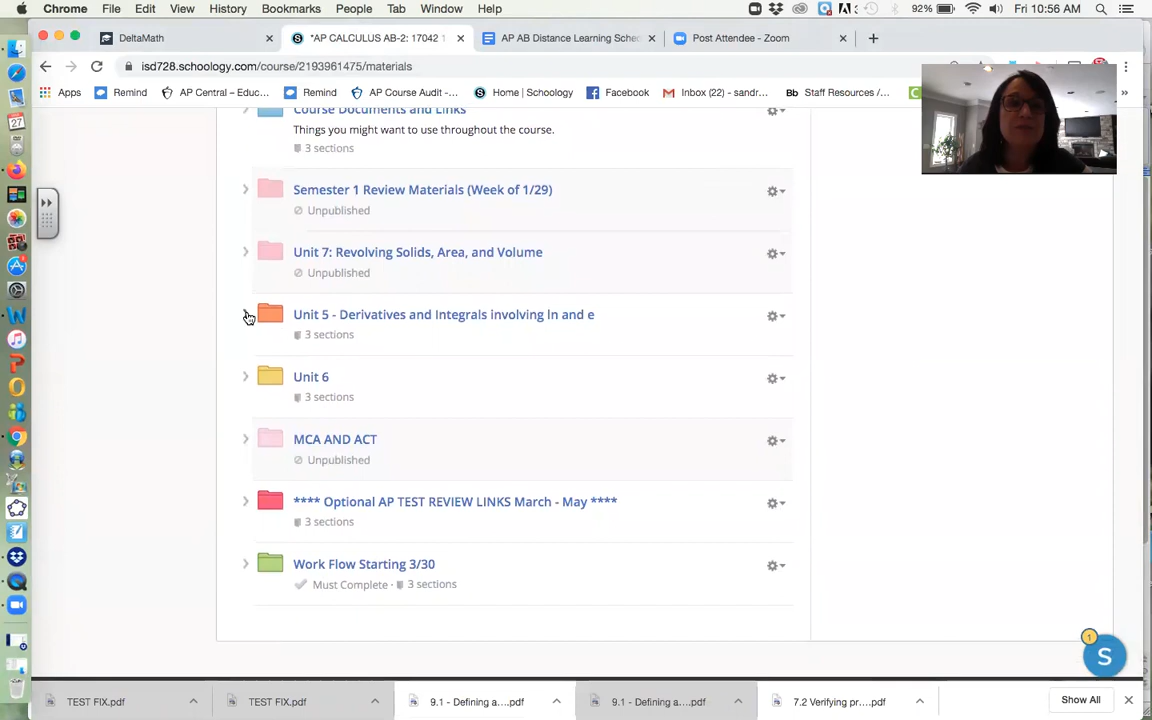 Chrome File Edit View History Bookmarks People Tab Window Help 92% Fri 10:56 AM
DeltaMath
*AP CALCULUS AB-2: 17042 1
AP AB Distance Learning Sche
Post Attendee - Zoom
isd728.schoology.com/course/2193961475/materials
Apps Remind AP Central – Educ... Remind AP Course Audit -... Home | Schoology Facebook Inbox (22) - sandr... Bb Staff Resources /... »
Course Documents and Links
Things you might want to use throughout the course.
3 sections
Semester 1 Review Materials (Week of 1/29)
Unpublished
Unit 7: Revolving Solids, Area, and Volume
Unpublished
Unit 5 - Derivatives and Integrals involving ln and e
3 sections
Unit 6
3 sections
MCA AND ACT
Unpublished
**** Optional AP TEST REVIEW LINKS March - May ****
3 sections
Work Flow Starting 3/30
Must Complete · 3 sections
1
S
TEST FIX.pdf
TEST FIX.pdf
9.1 - Defining a....pdf
9.1 - Defining a....pdf
7.2 Verifying pr....pdf
Show All